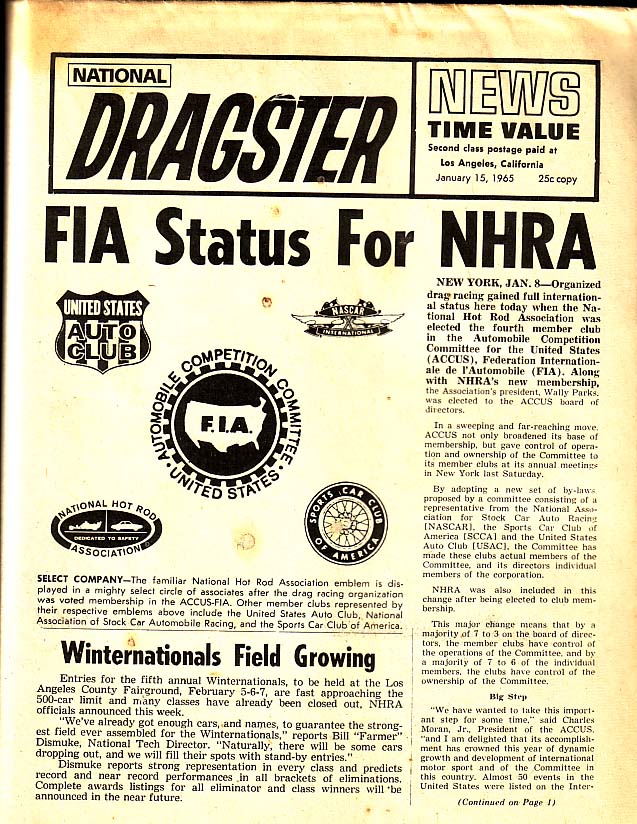 NATIONAL
DRAGSTER
NEWS
TIME VALUE
Second class postage paid at
Los Angeles, California
January 15, 1965 25c copy
FIA Status For NHRA
UNITED STATES
AUTO
CLUB
NASCAR
INTERNATIONAL
AUTOMOBILE COMPETITION COMMITTEE
UNITED STATES
F.I.A.
NATIONAL HOT ROD
DEDICATED TO SAFETY
ASSOCIATION
SPORTS CAR CLUB
OF AMERICA
SELECT COMPANY—The familiar National Hot Rod Association emblem is dis-
played in a mighty select circle of associates after the drag racing organization
was voted membership in the ACCUS-FIA. Other member clubs represented by
their respective emblems above include the United States Auto Club, National
Association of Stock Car Automobile Racing, and the Sports Car Club of America.
Winternationals Field Growing
Entries for the fifth annual Winternationals, to be held at the Los
Angeles County Fairground, February 5-6-7, are fast approaching the
500-car limit and many classes have already been closed out, NHRA
officials announced this week.
"We've already got enough cars, and names, to guarantee the strong-
est field ever assembled for the Winternationals," reports Bill "Farmer"
Dismuke, National Tech Director. "Naturally, there will be some cars
dropping out, and we will fill their spots with stand-by entries."
Dismuke reports strong representation in every class and predicts
record and near record performances in all brackets of eliminations.
Complete awards listings for all eliminator and class winners will be
announced in the near future.
NEW YORK, JAN. 8—Organized
drag racing gained full internation-
al status here today when the Na-
tional Hot Rod Association was
elected the fourth member club
in the Automobile Competition
Committee for the United States
(ACCUS), Federation Internation-
ale de l'Automobile (FIA). Along
with NHRA's new membership,
the Association's president, Wally Parks,
was elected to the ACCUS board of
directors.
In a sweeping and far-reaching move,
ACCUS not only broadened its base of
membership, but gave control of opera-
tion and ownership of the Committee to
its member clubs at its annual meetings
in New York last Saturday.
By adopting a new set of by-laws
proposed by a committee consisting of a
representative from the National Asso-
ciation for Stock Car Auto Racing
[NASCAR], the Sports Car Club of
America [SCCA] and the United States
Auto Club [USAC], the Committee has
made these clubs actual members of the
Committee, and its directors individual
members of the corporation.
NHRA was also included in this
change after being elected to club mem-
bership.
This major change means that by a
majority of 7 to 3 on the board of direc-
tors, the member clubs have control of
the operations of the Committee, and by
a majority of 7 to 6 of the individual
members, the clubs have control of the
ownership of the Committee.
Big Step
"We have wanted to take this import-
ant step for some time," said Charles
Moran, Jr., President of the ACCUS,
"and I am delighted that its accomplish-
ment has crowned this year of dynamic
growth and development of international
motor sport and of the Committee in
this country. Almost 50 events in the
United States were listed on the Inter-
(Continued on Page 1)